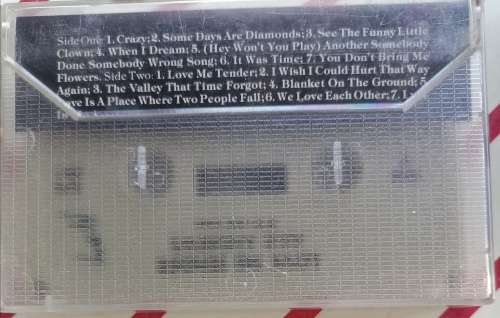 Side One: 1. Crazy; 2. Some Days Are Diamonds; 3. See The Funny Little
Clown; 4. When I Dream; 5. (Hey Won't You Play) Another Somebody
Done Somebody Wrong Song; 6. It Was Time; 7. You Don't Bring Me
Flowers. Side Two: 1. Love Me Tender; 2. I Wish I Could Hurt That Way
Again; 3. The Valley That Time Forgot; 4. Blanket On The Ground; 5.
Love Is A Place Where Two People Fall; 6. We Love Each Other; 7. I